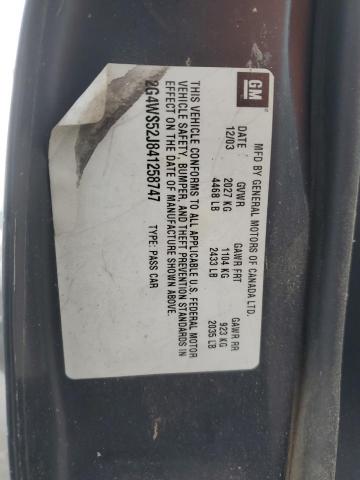 GM
MFD BY GENERAL MOTORS OF CANADA LTD.
12/03 GVWR GAWR FRT GAWR RR
2027 KG 1104 KG 923 KG
4468 LB 2433 LB 2035 LB
THIS VEHICLE CONFORMS TO ALL APPLICABLE U.S. FEDERAL MOTOR
VEHICLE SAFETY, BUMPER, AND THEFT PREVENTION STANDARDS IN
EFFECT ON THE DATE OF MANUFACTURE SHOWN ABOVE.
2G4WS52J841258747 TYPE: PASS CAR